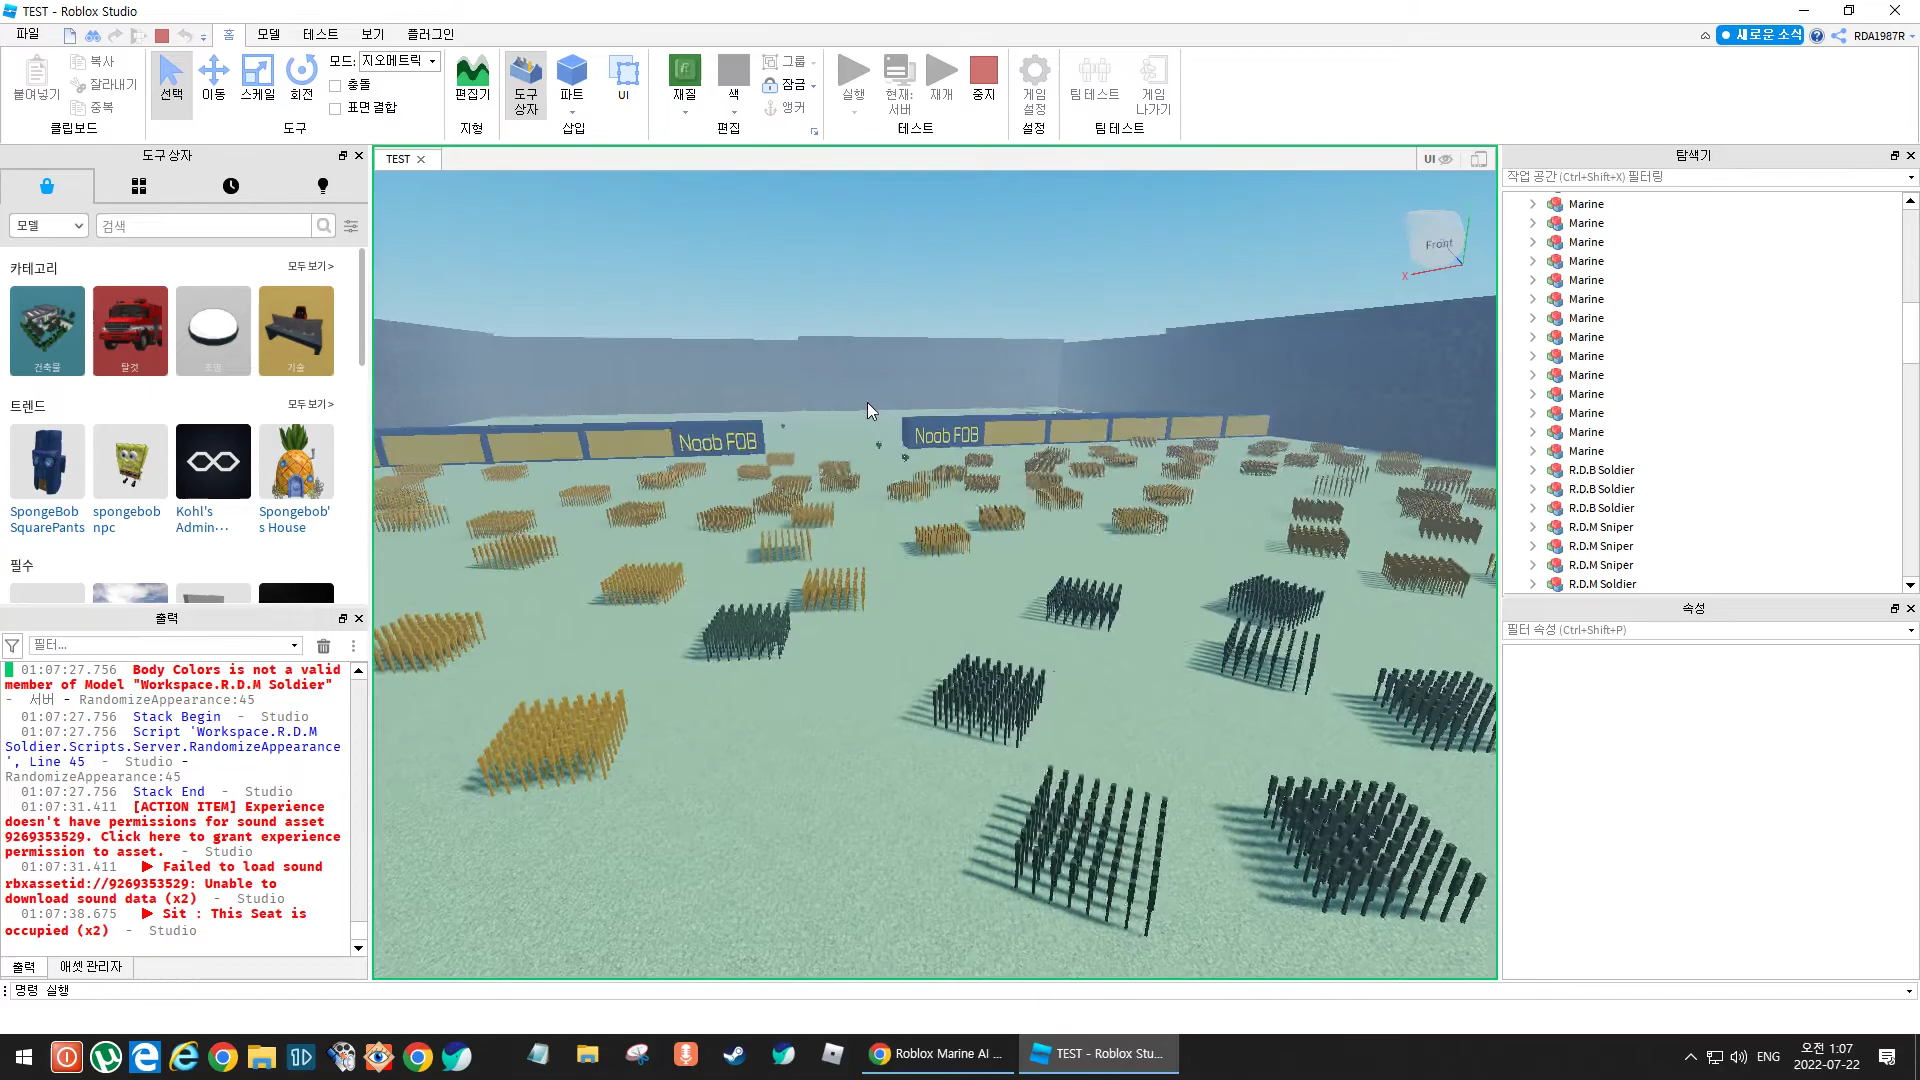 TEST - Roblox Studio
파일
홈
모델
테스트
보기
플러그인
새로운 소식
RDA1987R
붙여넣기
복사
잘라내기
중복
클립보드
선택
이동
스케일
회전
모드:
지오메트릭
충돌
표면 결합
도구
편집기
지형
도구
상자
파트
UI
삽입
재질
색
그룹
잠금
앵커
편집
실행
현재:
서버
재개
중지
테스트
게임
설정
설정
팀 테스트
게임
나가기
팀 테스트
도구 상자
모델
검색
카테고리
모두 보기 >
건축물
탈것
조명
기술
트렌드
모두 보기 >
SpongeBob
SquarePants
spongebob
npc
Kohl's
Admin···
Spongebob'
s House
필수
출력
필터...
01:07:27.756 Body Colors is not a valid
member of Model "Workspace.R.D.M Soldier"
- 서버 - RandomizeAppearance:45
01:07:27.756 Stack Begin - Studio
01:07:27.756 Script 'Workspace.R.D.M
Soldier.Scripts.Server.RandomizeAppearance
', Line 45 - Studio -
RandomizeAppearance:45
01:07:27.756 Stack End - Studio
01:07:31.411 [ACTION ITEM] Experience
doesn't have permissions for sound asset
9269353529. Click here to grant experience
permission to asset. - Studio
01:07:31.411 ▶ Failed to load sound
rbxassetid://9269353529: Unable to
download sound data (x2) - Studio
01:07:38.675 ▶ Sit : This Seat is
occupied (x2) - Studio
출력
애셋 관리자
명령 실행
TEST
UI
Front
X
Noob FOB
Noob FOB
탐색기
작업 공간 (Ctrl+Shift+X) 필터링
Marine
Marine
Marine
Marine
Marine
Marine
Marine
Marine
Marine
Marine
Marine
Marine
Marine
Marine
R.D.B Soldier
R.D.B Soldier
R.D.B Soldier
R.D.M Sniper
R.D.M Sniper
R.D.M Sniper
R.D.M Soldier
속성
필터 속성 (Ctrl+Shift+P)
Roblox Marine AI ...
TEST - Roblox Stu...
ENG
오전 1:07
2022-07-22